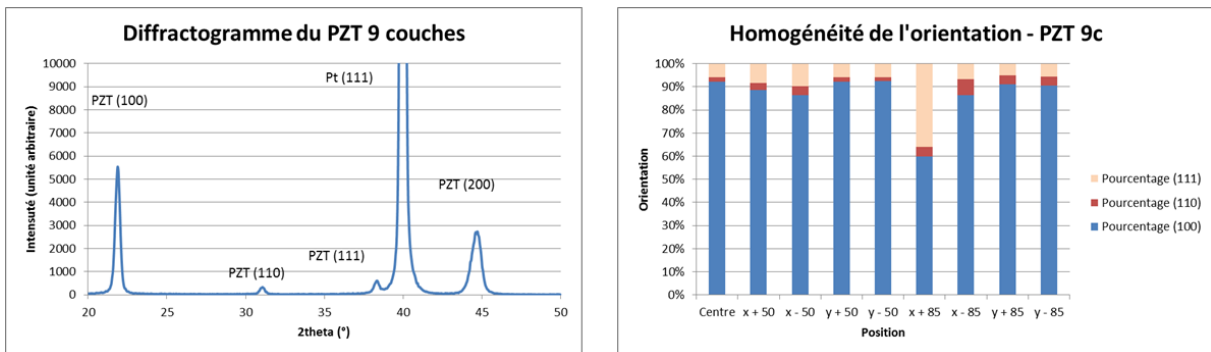 Diffractogramme du PZT 9 couches
Intensuté (unité arbitraire)
10000
9000
8000
7000
6000
5000
4000
3000
2000
1000
0
PZT (100)
PZT (110)
PZT (111)
Pt (111)
PZT (200)
20 25 30 35 40 45 50
2theta (°)
Homogénéité de l'orientation - PZT 9c
Orientation
100%
90%
80%
70%
60%
50%
40%
30%
20%
10%
0%
Centre x + 50 x - 50 y + 50 y - 50 x + 85 x - 85 y + 85 y - 85
Position
Pourcentage (111)
Pourcentage (110)
Pourcentage (100)